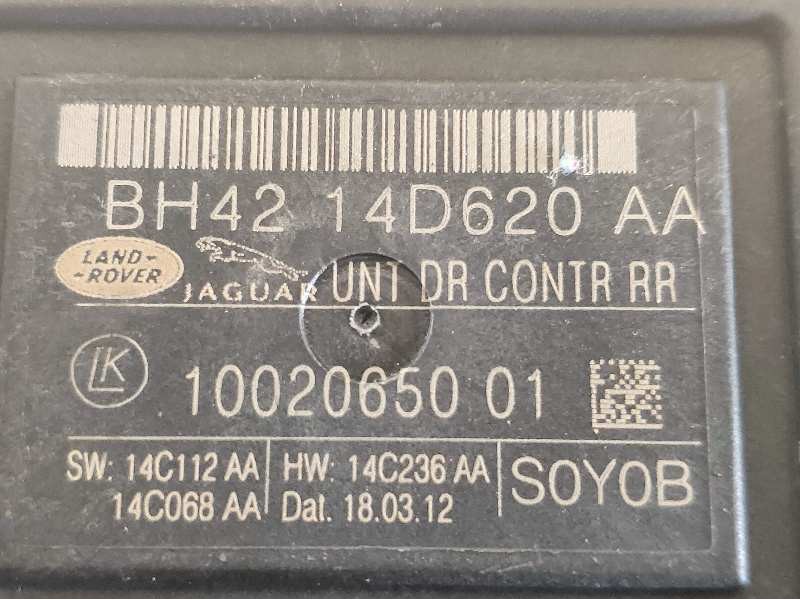 BH42 14D620 AA
LAND-
-ROVER
JAGUAR UNT DR CONTR RR
LK 10020650 01
SW: 14C112 AA HW: 14C236 AA S0Y0B
14C068 AA Dat. 18.03.12